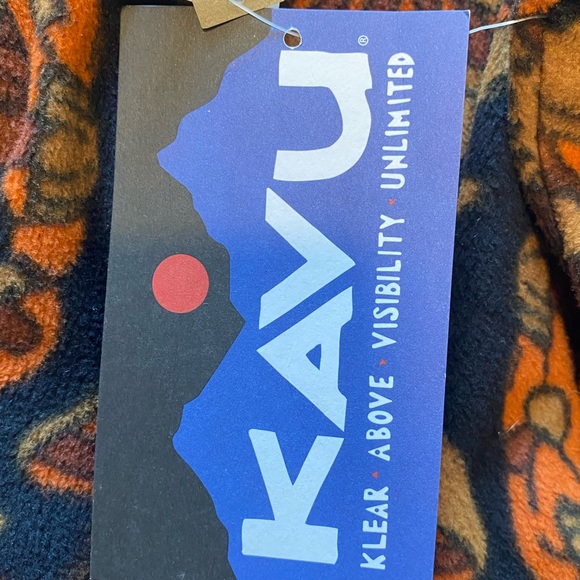 KAVU®
KLEAR • ABOVE • VISIBILITY • UNLIMITED